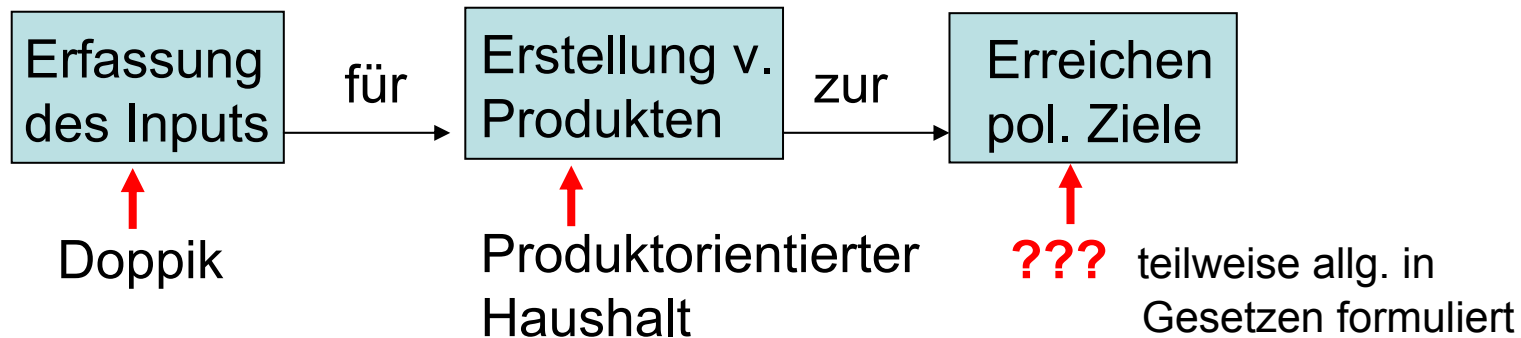 Erfassung
des Inputs
für
Erstellung v.
Produkten
zur
Erreichen
pol. Ziele
Doppik
Produktorientierter
Haushalt
??? teilweise allg. in
Gesetzen formuliert